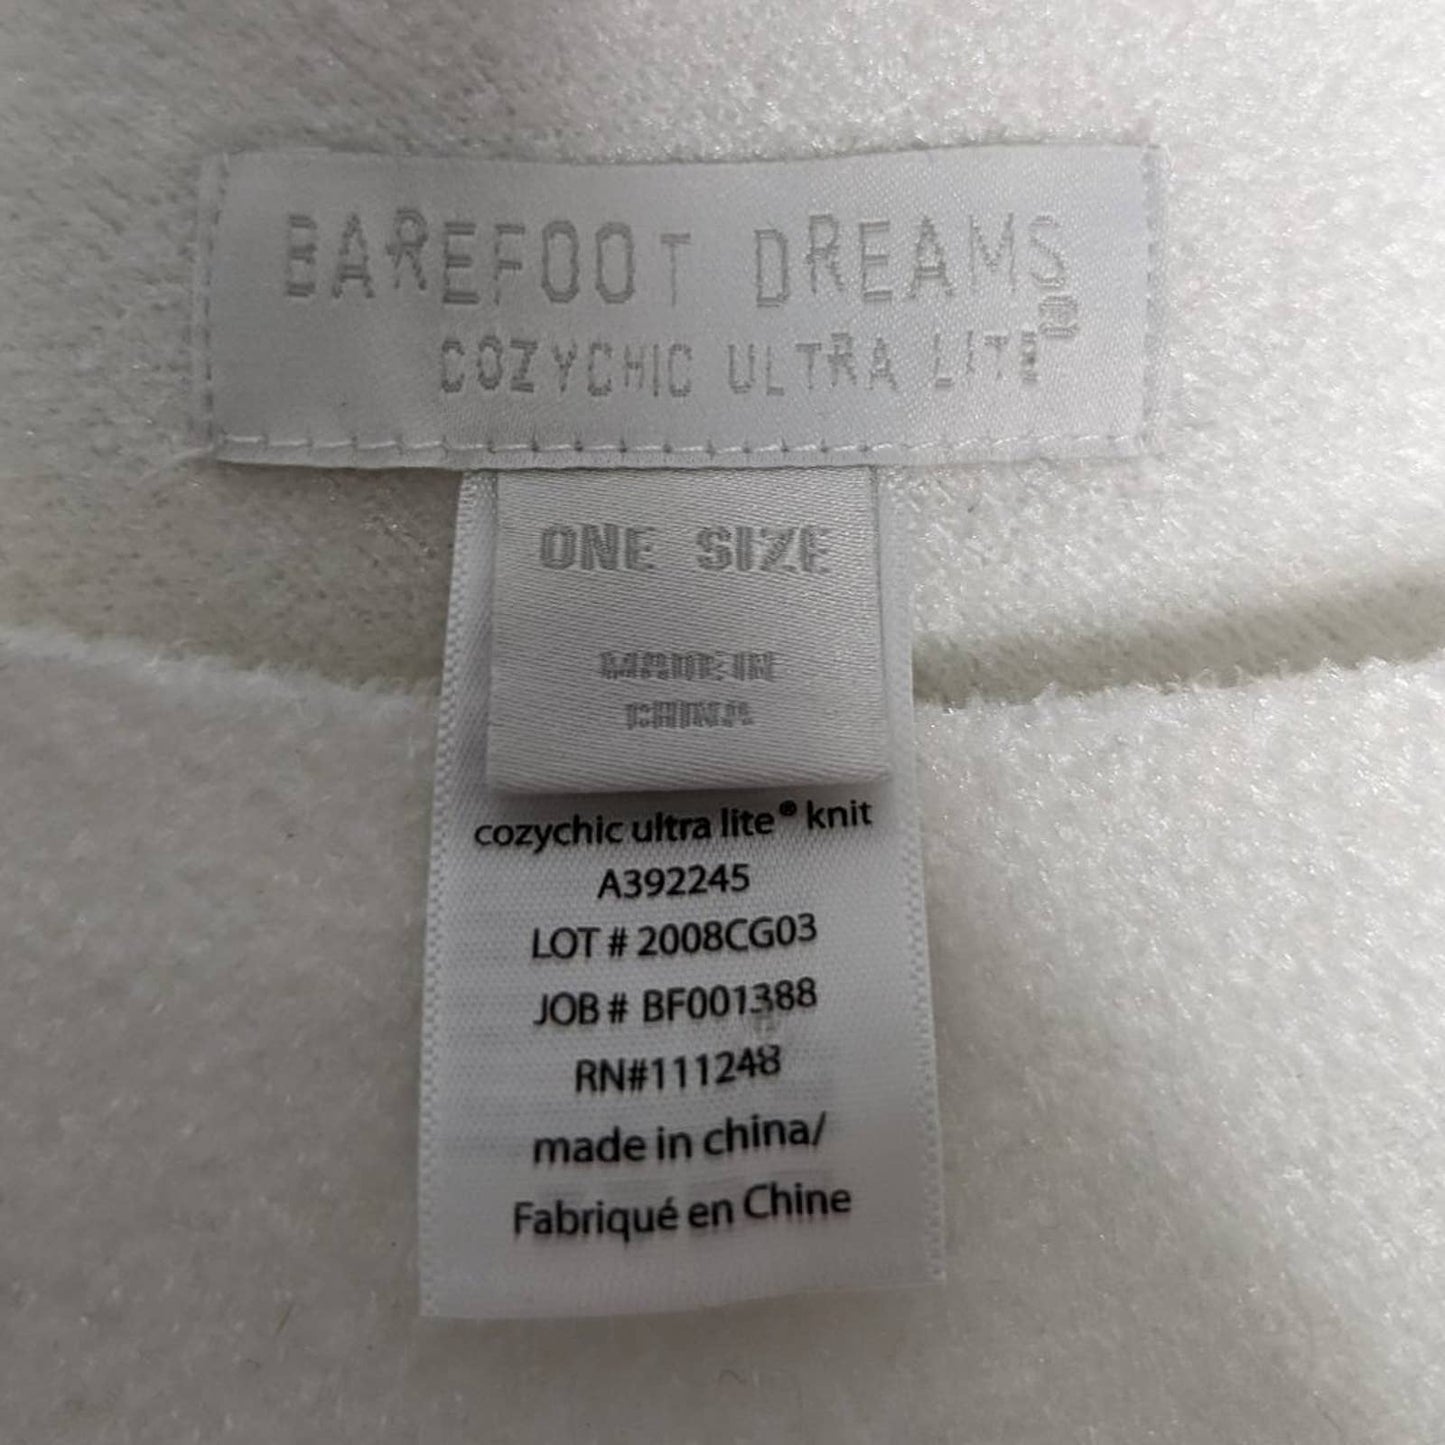 BAREFOOT DREAMS
COZYCHIC ULTRA LITE®
ONE SIZE
MADE IN
CHINA
cozychic ultra lite® knit
A392245
LOT # 2008CG03
JOB # BF001388
RN#111248
made in china/
Fabriqué en Chine